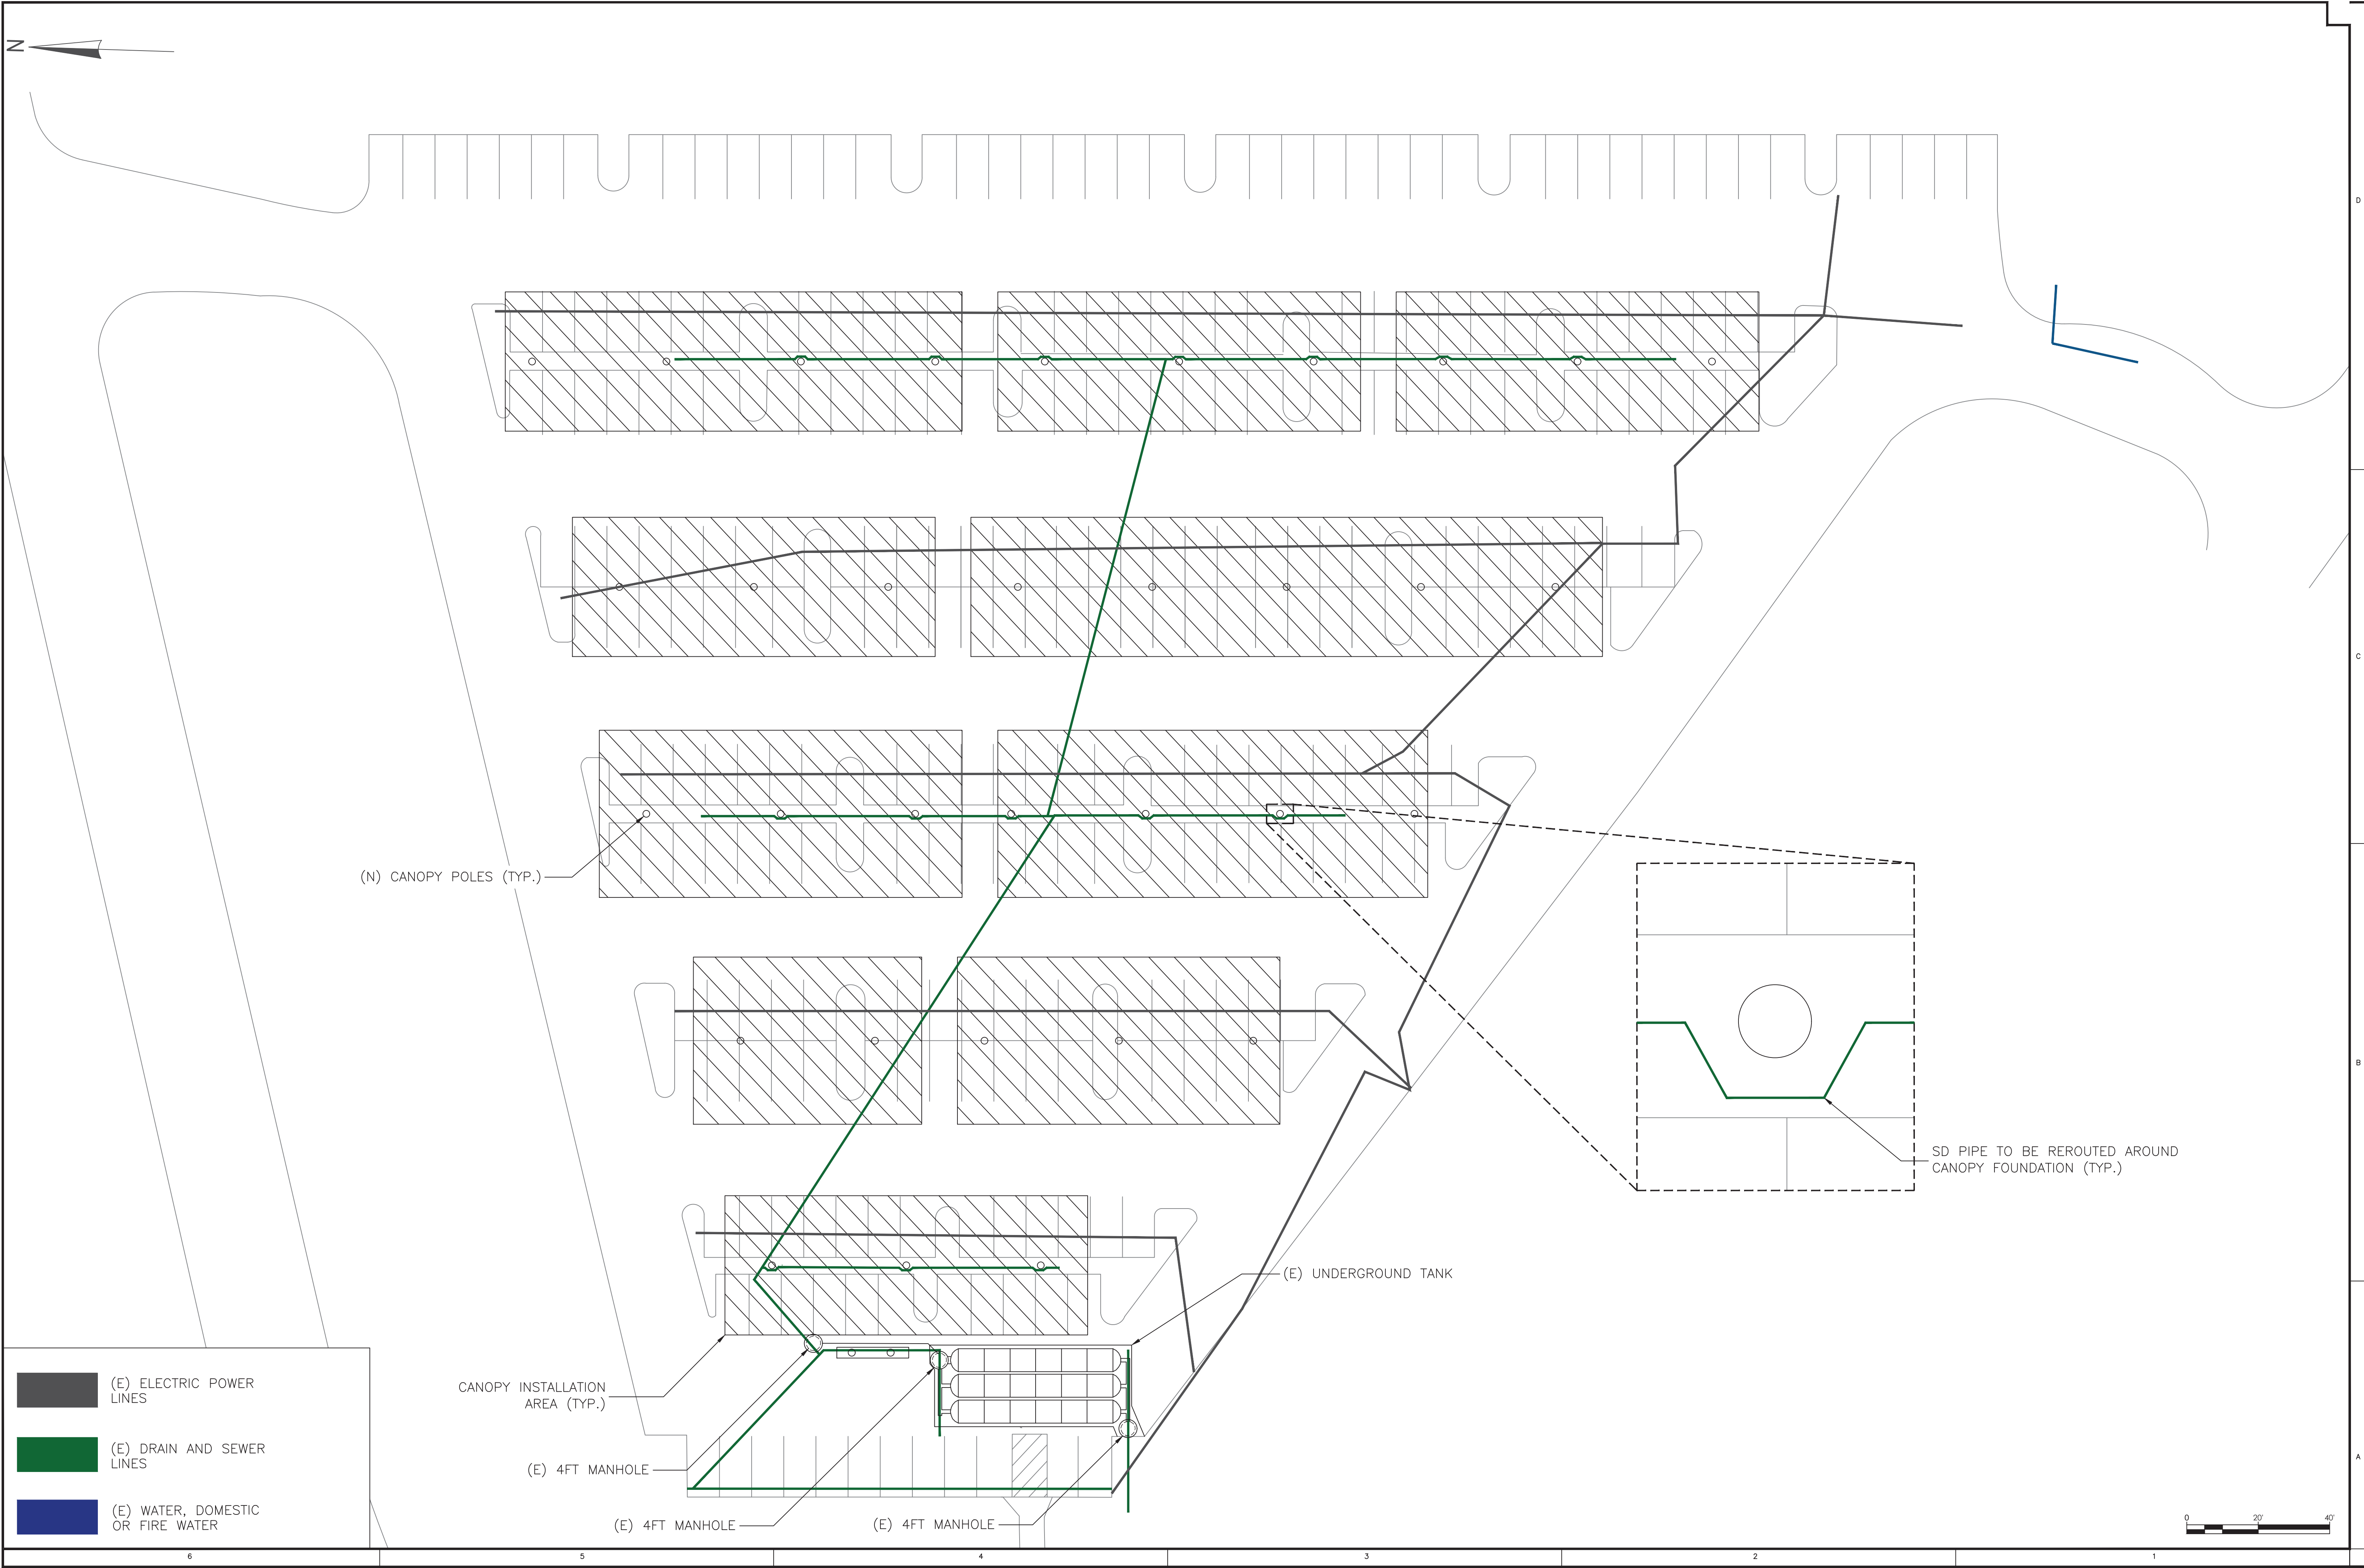 N
D
C
(N) CANOPY POLES (TYP.)
B
SD PIPE TO BE REROUTED AROUND
CANOPY FOUNDATION (TYP.)
(E) UNDERGROUND TANK
CANOPY INSTALLATION
AREA (TYP.)
(E) 4FT MANHOLE
(E) 4FT MANHOLE
(E) 4FT MANHOLE
A
(E) ELECTRIC POWER
LINES
(E) DRAIN AND SEWER
LINES
(E) WATER, DOMESTIC
OR FIRE WATER
0 20' 40'
6 5 4 3 2 1